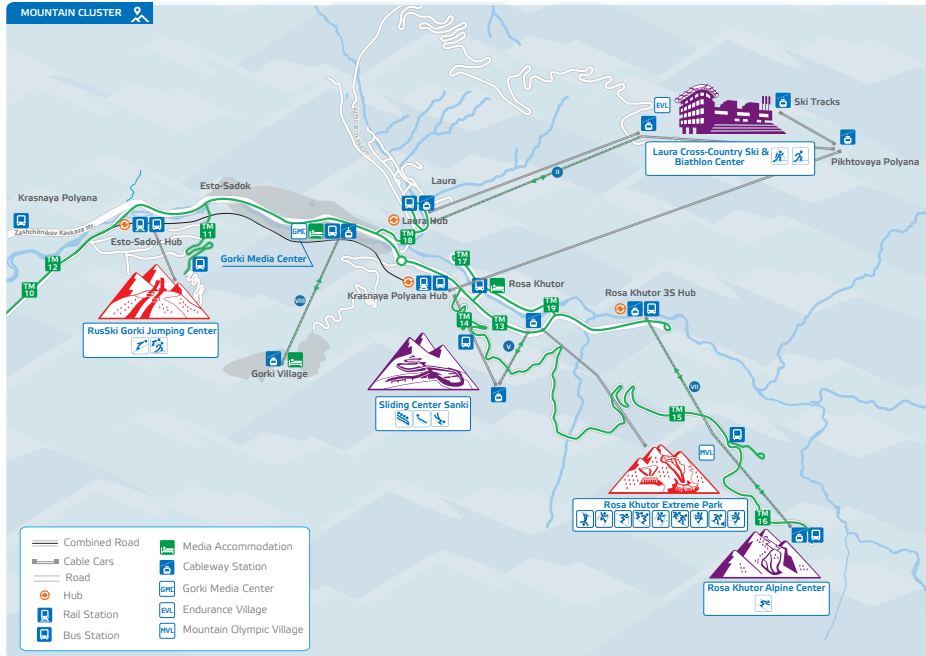 MOUNTAIN CLUSTER
EVL
Ski Tracks
Laura Cross-Country Ski &
Biathlon Center
Pikhtovaya Polyana
II
Laura
Esto-Sadok
Krasnaya Polyana
Zashchitnikov Kavkaza str.
Laura Hub
TM
18
TM
11
GMC
Esto-Sadok Hub
Gorki Media Center
TM
12
TM
10
TM
17
Rosa Khutor
Krasnaya Polyana Hub
VIII
Rosa Khutor 3S Hub
TM
19
TM
14
TM
13
RusSki Gorki Jumping Center
V
Gorki Village
VII
Sliding Center Sanki
TM
15
MVL
Rosa Khutor Extreme Park
TM
16
Rosa Khutor Alpine Center
Combined Road
Cable Cars
Road
Hub
Rail Station
Bus Station
Media Accommodation
Cableway Station
GMC
Gorki Media Center
EVL
Endurance Village
MVL
Mountain Olympic Village